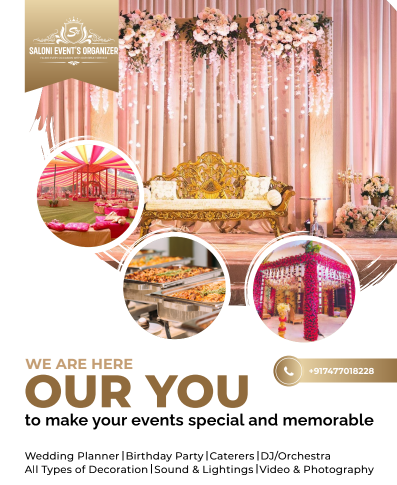 S
SALONI EVENT'S ORGANIZER
WE ARE HERE
OUR YOU
+917477018228
to make your events special and memorable
Wedding Planner|Birthday Party|Caterers|DJ/Orchestra
All Types of Decoration|Sound & Lightings|Video & Photography